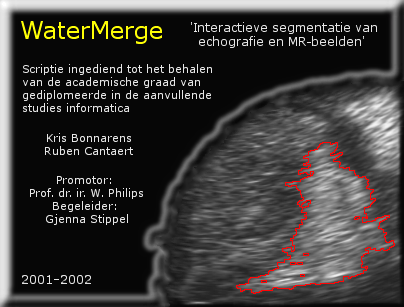 WaterMerge
'Interactieve segmentatie van
echografie en MR-beelden'
Scriptie ingediend tot het behalen
van de academische graad van
gediplomeerde in de aanvullende
studies informatica
Kris Bonnarens
Ruben Cantaert
Promotor:
Prof. dr. ir. W. Philips
Begeleider:
Gjenna Stippel
2001-2002